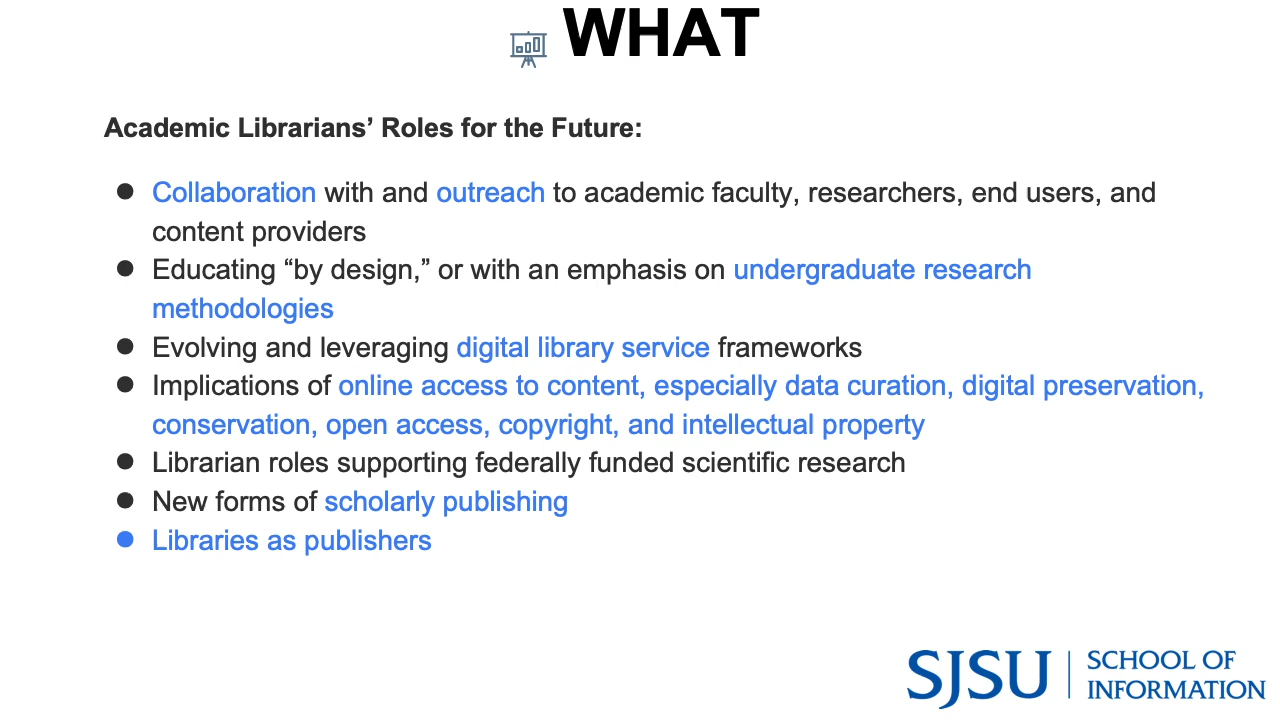 WHAT
Academic Librarians’ Roles for the Future:
● Collaboration with and outreach to academic faculty, researchers, end users, and
content providers
● Educating “by design,” or with an emphasis on undergraduate research
methodologies
● Evolving and leveraging digital library service frameworks
● Implications of online access to content, especially data curation, digital preservation,
conservation, open access, copyright, and intellectual property
● Librarian roles supporting federally funded scientific research
● New forms of scholarly publishing
● Libraries as publishers
SJSU | SCHOOL OF
INFORMATION